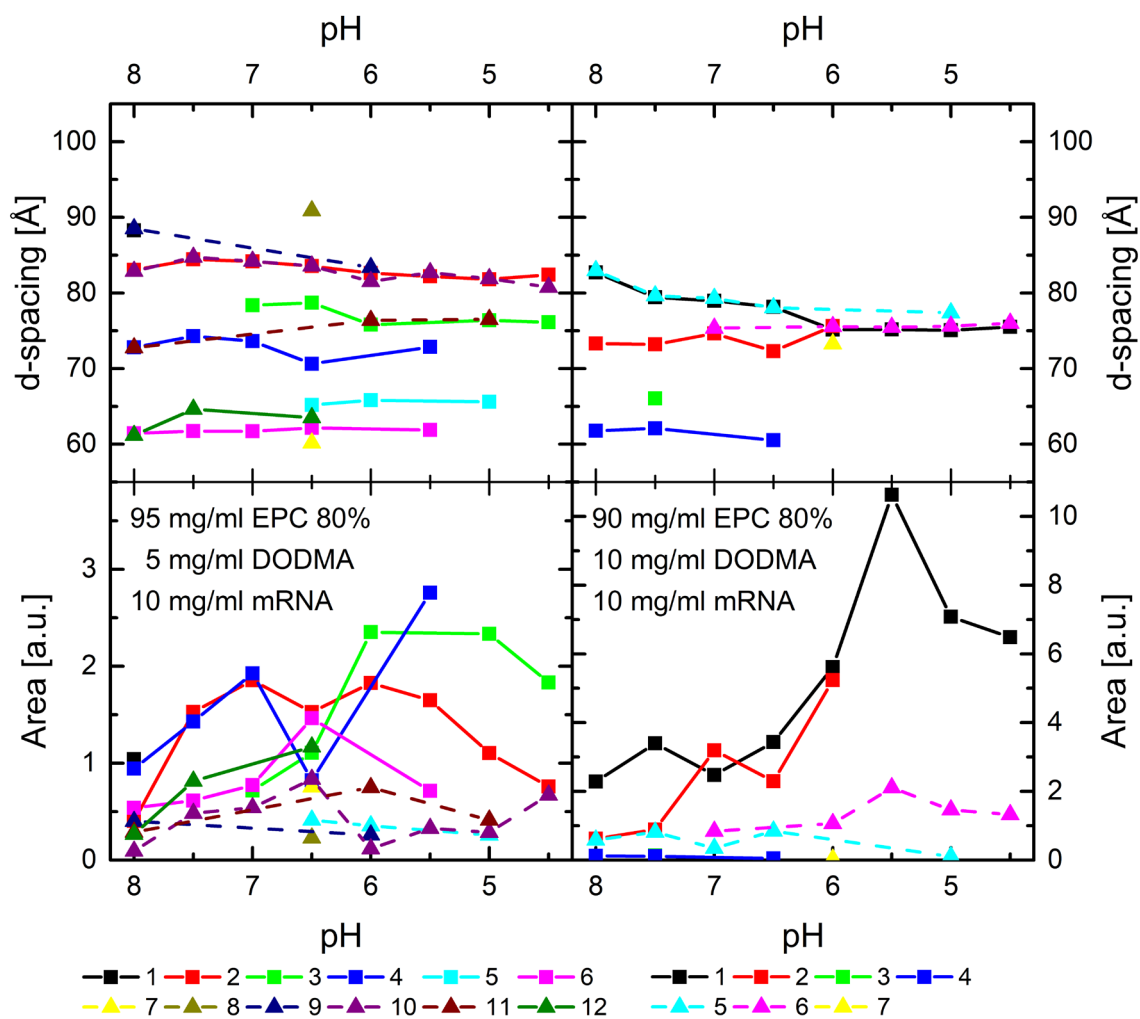 pH pH
8 7 6 5 8 7 6 5
100 100
90 90
80 80
70 70
60 60
d-spacing [Å] d-spacing [Å]
95 mg/ml EPC 80% 90 mg/ml EPC 80%
5 mg/ml DODMA 10 mg/ml DODMA
10 mg/ml mRNA 10 mg/ml mRNA
3 10
2 8
1 6
0 4
2
0
Area [a.u.] Area [a.u.]
8 7 6 5 8 7 6 5
pH pH
1 2 3 4 5 6 1 2 3 4
7 8 9 10 11 12 5 6 7